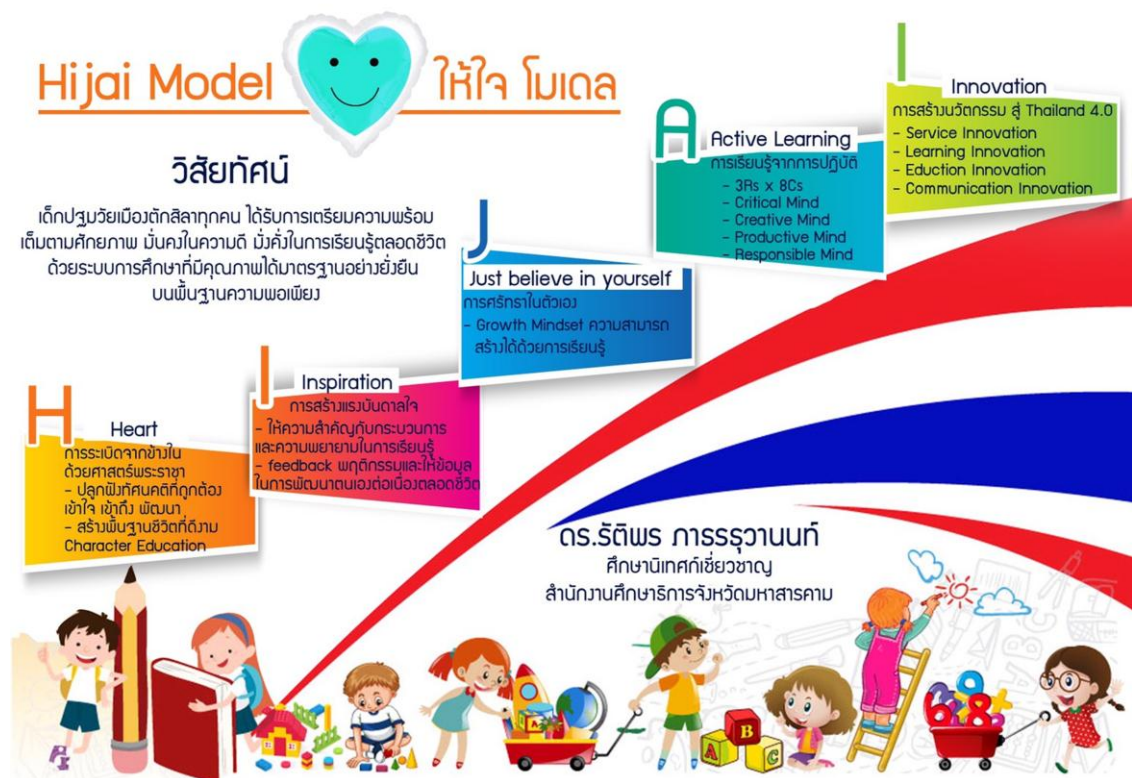 Hijai Model ให้ใจ โมเดล
วิสัยทัศน์
เด็กปฐมวัยเมืองตักสิลาทุกคน ได้รับการเตรียมความพร้อม
เต็มตามศักยภาพ มั่นคงในความดี มั่งคั่งในการเรียนรู้ตลอดชีวิต
ด้วยระบบการศึกษาที่มีคุณภาพได้มาตรฐานอย่างยั่งยืน
บนพื้นฐานความพอเพียง
H
Heart
การระเบิดจากข้างใน
ด้วยศาสตร์พระราชา
- ปลูกฝังทัศนคติที่ถูกต้อง
เข้าใจ เข้าถึง พัฒนา
- สร้างพื้นฐานชีวิตที่ดีงาม
Character Education
I
Inspiration
การสร้างแรงบันดาลใจ
- ให้ความสำคัญกับกระบวนการ
และความพยายามในการเรียนรู้
- feedback พฤติกรรมและให้ข้อมูล
ในการพัฒนาตนเองต่อเนื่องตลอดชีวิต
J
Just believe in yourself
การศรัทธาในตัวเอง
- Growth Mindset ความสามารถ
สร้างได้ด้วยการเรียนรู้
A
Active Learning
การเรียนรู้จากการปฏิบัติ
- 3Rs x 8Cs
- Critical Mind
- Creative Mind
- Productive Mind
- Responsible Mind
I
Innovation
การสร้างนวัตกรรม สู่ Thailand 4.0
- Service Innovation
- Learning Innovation
- Eduction Innovation
- Communication Innovation
ดร.รัติพร ภาธรธุวานนท์
ศึกษานิเทศก์เชี่ยวชาญ
สำนักงานศึกษาธิการจังหวัดมหาสารคาม
A B C